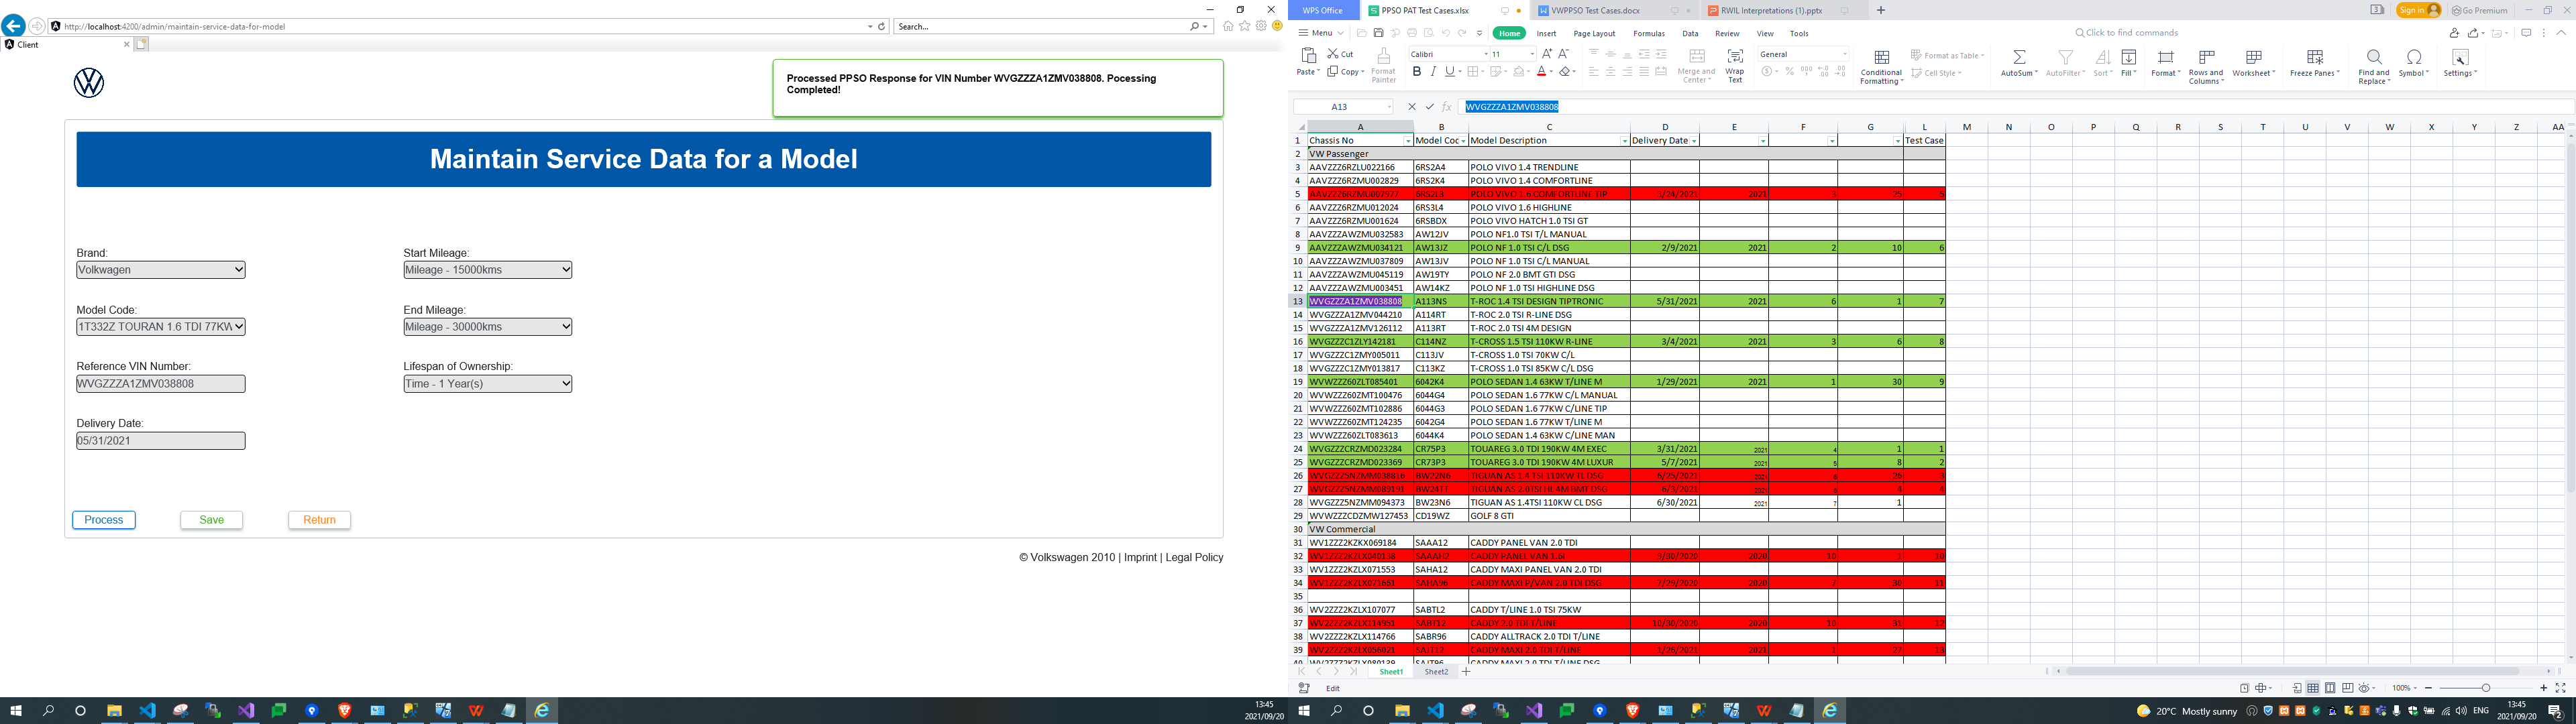 http://localhost:4200/admin/maintain-service-data-for-model
Search...
Client
Processed PPSO Response for VIN Number WVGZZZA1ZMV038808. Pocessing
Completed!
Maintain Service Data for a Model
Brand:
Start Mileage:
Volkwagen
Mileage - 15000kms
Model Code:
End Mileage:
1T332Z TOURAN 1.6 TDI 77KW
Mileage - 30000kms
Reference VIN Number:
Lifespan of Ownership:
WVGZZZA1ZMV038808
Time - 1 Year(s)
Delivery Date:
05/31/2021
Process Save Return
© Volkswagen 2010 | Imprint | Legal Policy
13:45
2021/09/20
WPS Office PPSO PAT Test Cases.xlsx VWPPSO Test Cases.docx RWIL Interpretations (1).pptx Sign in Go Premium
Menu Home Insert Page Layout Formulas Data Review View Tools Click to find commands
Cut Calibri 11 General Format as Table
Paste Copy Format Painter Merge and Center Wrap Text Conditional Formatting Cell Style AutoSum AutoFilter Sort Fill Format Rows and Columns Worksheet Freeze Panes Find and Replace Symbol Settings
A13 WVGZZZA1ZMV038808
A B C D E F G L M N O P Q R S T U V W X Y Z AA
1 Chassis No Model Coc Model Description Delivery Date Test Case
2 VW Passenger
3 AAVZZZ6RZLU022166 6RS2A4 POLO VIVO 1.4 TRENDLINE
4 AAVZZZ6RZMU002829 6RS2K4 POLO VIVO 1.4 COMFORTLINE
5 AAVZZZ6RZMU007977 6RS2L3 POLO VIVO 1.6 COMFORTLINE TIP 3/24/2021 2021 3 25 5
6 AAVZZZ6RZMU012024 6RS3L4 POLO VIVO 1.6 HIGHLINE
7 AAVZZZ6RZMU001624 6RSBDX POLO VIVO HATCH 1.0 TSI GT
8 AAVZZZAWZMU032583 AW12JV POLO NF1.0 TSI T/L MANUAL
9 AAVZZZAWZMU034121 AW13JZ POLO NF 1.0 TSI C/L DSG 2/9/2021 2021 2 10 6
10 AAVZZZAWZMU037809 AW13JV POLO NF 1.0 TSI C/L MANUAL
11 AAVZZZAWZMU045119 AW19TY POLO NF 2.0 BMT GTI DSG
12 AAVZZZAWZMU003451 AW14KZ POLO NF 1.0 TSI HIGHLINE DSG
13 WVGZZZA1ZMV038808 A113NS T-ROC 1.4 TSI DESIGN TIPTRONIC 5/31/2021 2021 6 1 7
14 WVGZZZA1ZMV044210 A114RT T-ROC 2.0 TSI R-LINE DSG
15 WVGZZZA1ZMV126112 A113RT T-ROC 2.0 TSI 4M DESIGN
16 WVGZZZC1ZLY142181 C114NZ T-CROSS 1.5 TSI 110KW R-LINE 3/4/2021 2021 3 6 8
17 WVGZZZC1ZMY005011 C113JV T-CROSS 1.0 TSI 70KW C/L
18 WVGZZZC1ZMY013817 C113KZ T-CROSS 1.0 TSI 85KW C/L DSG
19 WVWZZZ60ZLT085401 6042K4 POLO SEDAN 1.4 63KW T/LINE M 1/29/2021 2021 1 30 9
20 WVWZZZ60ZMT100476 6044G4 POLO SEDAN 1.6 77KW C/L MANUAL
21 WVWZZZ60ZMT102886 6044G3 POLO SEDAN 1.6 77KW C/LINE TIP
22 WVWZZZ60ZMT124235 6042G4 POLO SEDAN 1.6 77KW T/LINE M
23 WVWZZZ60ZLT083613 6044K4 POLO SEDAN 1.4 63KW C/LINE MAN
24 WVGZZZCRZMD023284 CR75P3 TOUAREG 3.0 TDI 190KW 4M EXEC 3/31/2021 2021 4 1 1
25 WVGZZZCRZMD023369 CR73P3 TOUAREG 3.0 TDI 190KW 4M LUXUR 5/7/2021 2021 5 8 2
26 WVGZZZ5NZMM038816 BW22N6 TIGUAN AS 1.4 TSI 110KW TL DSG 6/25/2021 2021 6 26 3
27 WVGZZZ5NZMM089191 BW24TT TIGUAN AS 2.0TSI HL 4M BMT DSG 6/3/2021 2021 6 4 4
28 WVGZZZ5NZMM094373 BW23N6 TIGUAN AS 1.4TSI 110KW CL DSG 6/30/2021 2021 7 1
29 WVWZZZCDZMW127453 CD19WZ GOLF 8 GTI
30 VW Commercial
31 WV1ZZZ2KZKX069184 SAAA12 CADDY PANEL VAN 2.0 TDI
32 WV1ZZZ2KZLX040138 SAAAH2 CADDY PANEL VAN 1.6I 9/30/2020 2020 10 1 10
33 WV1ZZZ2KZLX071553 SAHA12 CADDY MAXI PANEL VAN 2.0 TDI
34 WV1ZZZ2KZLX071661 SAHA96 CADDY MAXI P/VAN 2.0 TDI DSG 7/29/2020 2020 7 30 11
35
36 WV2ZZZ2KZLX107077 SABTL2 CADDY T/LINE 1.0 TSI 75KW
37 WV2ZZZ2KZLX114951 SABT12 CADDY 2.0 TDI T/LINE 10/30/2020 2020 10 31 12
38 WV2ZZZ2KZLX114766 SABR96 CADDY ALLTRACK 2.0 TDI T/LINE
39 WV2ZZZ2KZLX056021 SAJT12 CADDY MAXI 2.0 TDI T/LINE 1/26/2021 2021 1 27 13
40 WV2ZZZ2KZLX080139 SAJT96 CADDY MAXI 2.0 TDI T/LINE DSG
Sheet1 Sheet2
Edit 100%
20°C Mostly sunny ENG 13:45
2021/09/20